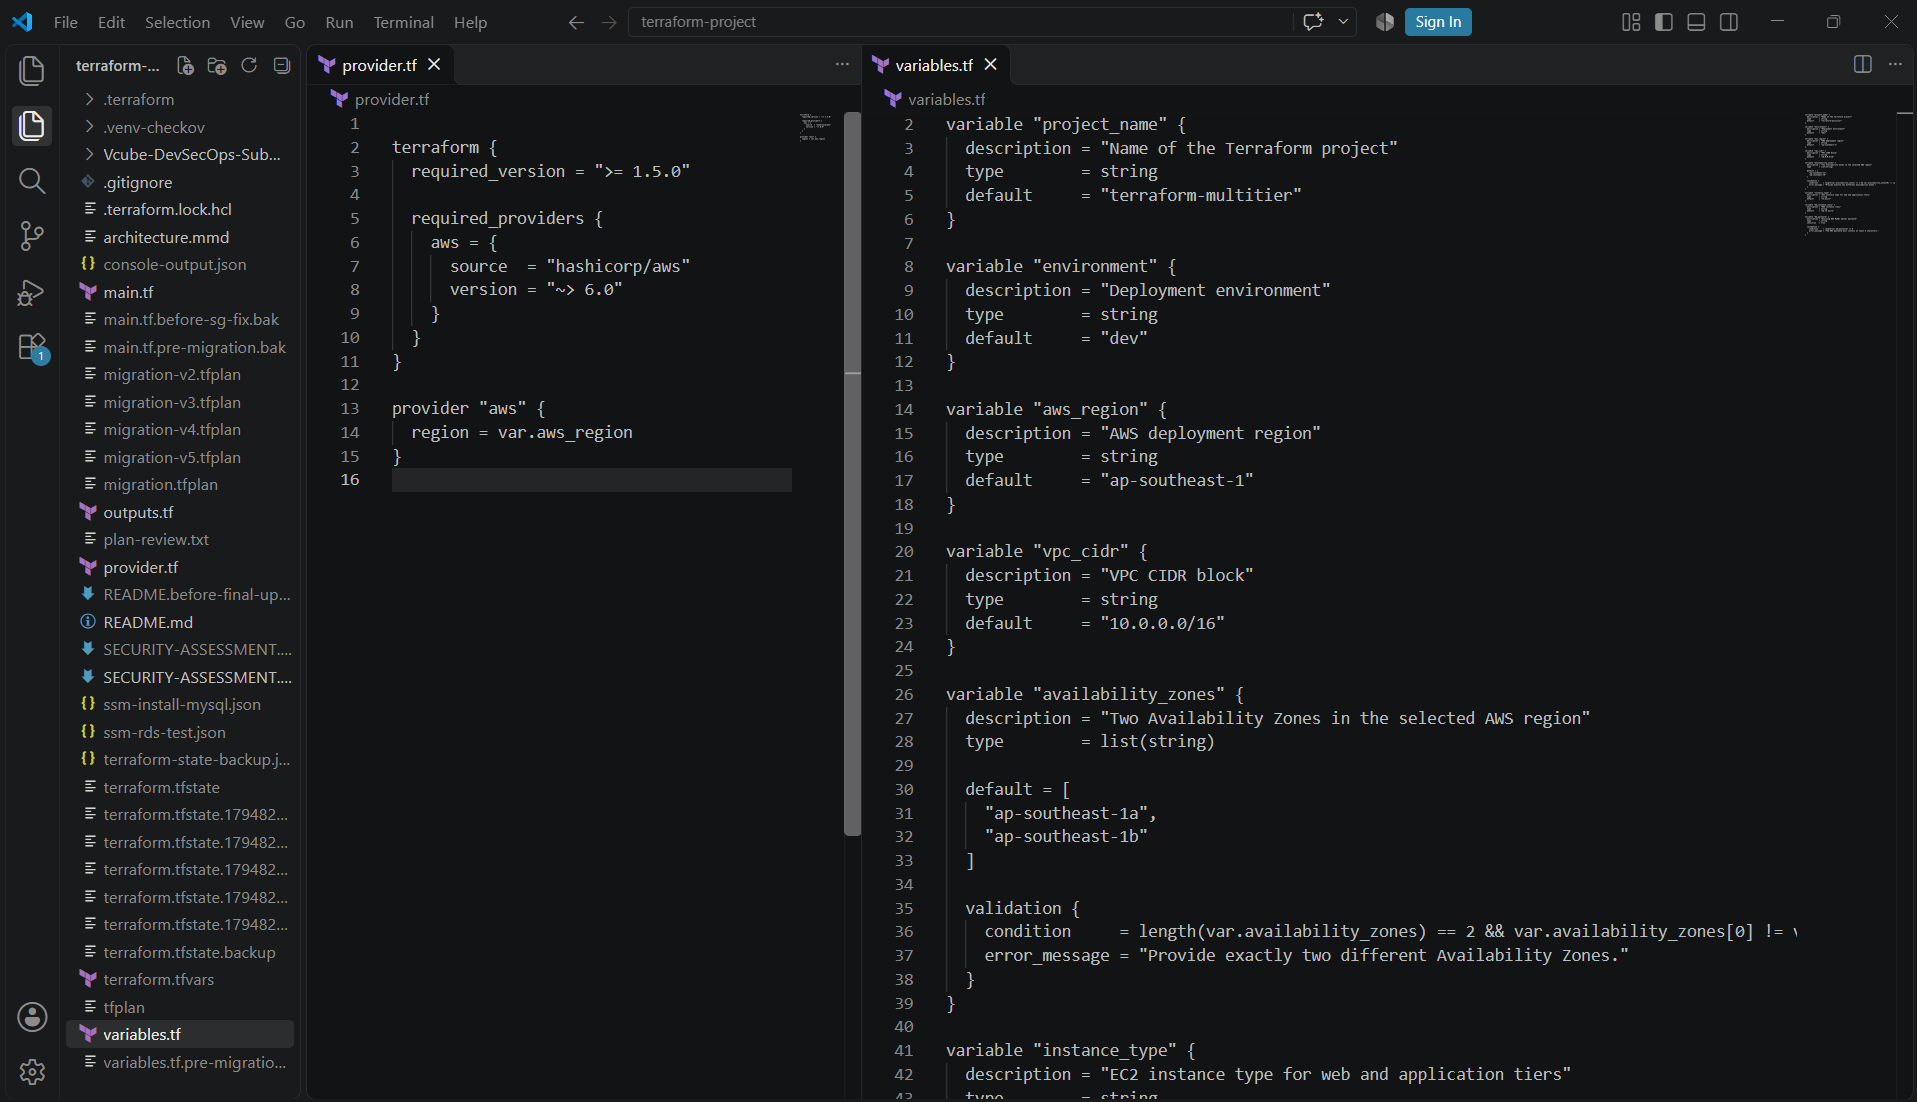 File Edit Selection View Go Run Terminal Help
terraform-project
Sign In
terraform-...
.terraform
.venv-checkov
Vcube-DevSecOps-Sub...
.gitignore
.terraform.lock.hcl
architecture.mmd
console-output.json
main.tf
main.tf.before-sg-fix.bak
main.tf.pre-migration.bak
migration-v2.tfplan
migration-v3.tfplan
migration-v4.tfplan
migration-v5.tfplan
migration.tfplan
outputs.tf
plan-review.txt
provider.tf
README.before-final-up...
README.md
SECURITY-ASSESSMENT....
SECURITY-ASSESSMENT....
ssm-install-mysql.json
ssm-rds-test.json
terraform-state-backup.j...
terraform.tfstate
terraform.tfstate.179482...
terraform.tfstate.179482...
terraform.tfstate.179482...
terraform.tfstate.179482...
terraform.tfstate.179482...
terraform.tfstate.backup
terraform.tfvars
tfplan
variables.tf
variables.tf.pre-migratio...
1
provider.tf
provider.tf
1
2 terraform {
3 required_version = ">= 1.5.0"
4
5 required_providers {
6 aws = {
7 source  = "hashicorp/aws"
8 version = "~> 6.0"
9 }
10 }
11 }
12
13 provider "aws" {
14 region = var.aws_region
15 }
16
variables.tf
variables.tf
2 variable "project_name" {
3 description = "Name of the Terraform project"
4 type        = string
5 default     = "terraform-multitier"
6 }
7
8 variable "environment" {
9 description = "Deployment environment"
10 type        = string
11 default     = "dev"
12 }
13
14 variable "aws_region" {
15 description = "AWS deployment region"
16 type        = string
17 default     = "ap-southeast-1"
18 }
19
20 variable "vpc_cidr" {
21 description = "VPC CIDR block"
22 type        = string
23 default     = "10.0.0.0/16"
24 }
25
26 variable "availability_zones" {
27 description = "Two Availability Zones in the selected AWS region"
28 type        = list(string)
29
30 default = [
31 "ap-southeast-1a",
32 "ap-southeast-1b"
33 ]
34
35 validation {
36 condition     = length(var.availability_zones) == 2 && var.availability_zones[0] !=
37 error_message = "Provide exactly two different Availability Zones."
38 }
39 }
40
41 variable "instance_type" {
42 description = "EC2 instance type for web and application tiers"
43 type        = string